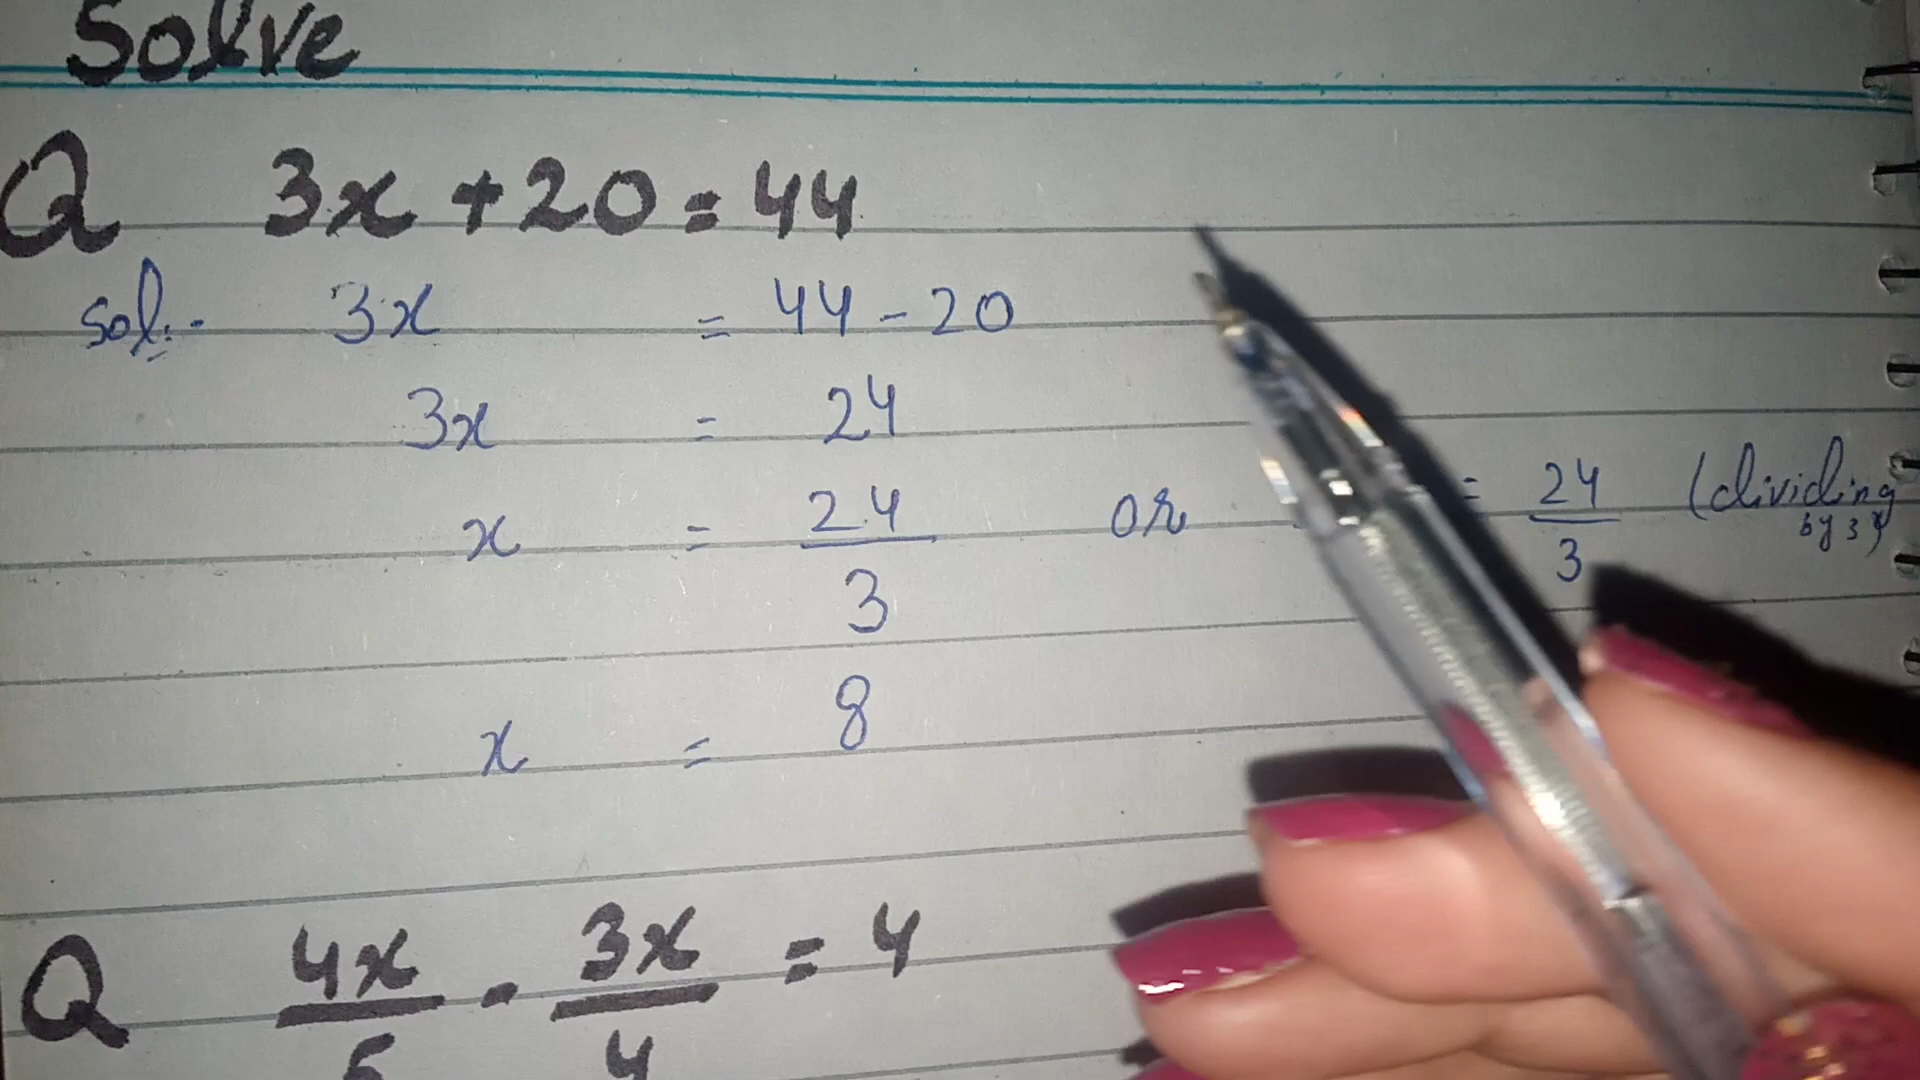 Solve
Q 3x + 20 = 44
Sol:- 3x = 44 - 20
3x = 24
x = 24/3 or = 24/3 (dividing by 3)
x = 8
Q 4x/5 - 3x/4 = 4